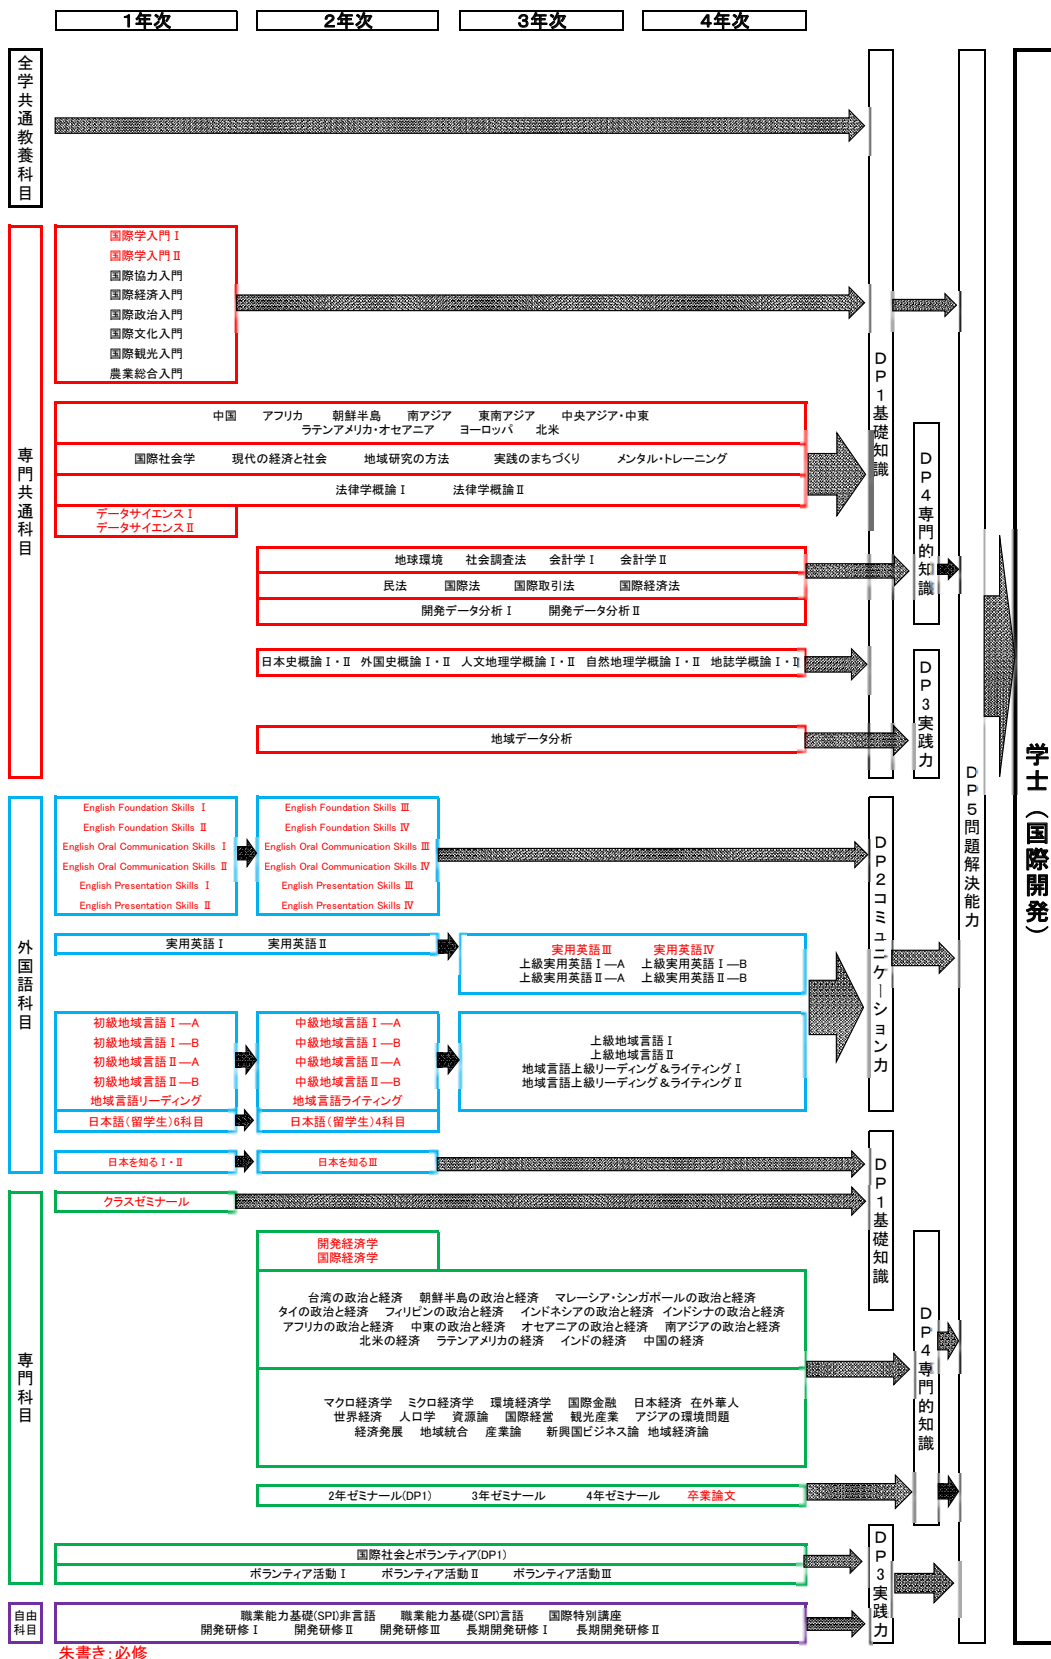 1年次
2年次
3年次
4年次
全学共通教養科目
専門共通科目
国際学入門Ⅰ
国際学入門Ⅱ
国際協力入門
国際経済入門
国際政治入門
国際文化入門
国際観光入門
農業総合入門
中国 アフリカ 朝鮮半島 南アジア 東南アジア 中央アジア・中東
ラテンアメリカ・オセアニア ヨーロッパ 北米
国際社会学 現代の経済と社会 地域研究の方法 実践のまちづくり メンタル・トレーニング
法律学概論Ⅰ 法律学概論Ⅱ
データサイエンスⅠ
データサイエンスⅡ
地球環境 社会調査法 会計学Ⅰ 会計学Ⅱ
民法 国際法 国際取引法 国際経済法
開発データ分析Ⅰ 開発データ分析Ⅱ
日本史概論Ⅰ・Ⅱ 外国史概論Ⅰ・Ⅱ 人文地理学概論Ⅰ・Ⅱ 自然地理学概論Ⅰ・Ⅱ 地誌学概論Ⅰ・Ⅱ
地域データ分析
DP1基礎知識
DP4専門的知識
DP3実践力
外国語科目
English Foundation Skills Ⅰ
English Foundation Skills Ⅱ
English Oral Communication Skills Ⅰ
English Oral Communication Skills Ⅱ
English Presentation Skills Ⅰ
English Presentation Skills Ⅱ
English Foundation Skills Ⅲ
English Foundation Skills Ⅳ
English Oral Communication Skills Ⅲ
English Oral Communication Skills Ⅳ
English Presentation Skills Ⅲ
English Presentation Skills Ⅳ
実用英語Ⅰ 実用英語Ⅱ
実用英語Ⅲ 実用英語Ⅳ
上級実用英語Ⅰ―A 上級実用英語Ⅰ―B
上級実用英語Ⅱ―A 上級実用英語Ⅱ―B
初級地域言語Ⅰ―A
初級地域言語Ⅰ―B
初級地域言語Ⅱ―A
初級地域言語Ⅱ―B
地域言語リーディング
日本語(留学生)6科目
中級地域言語Ⅰ―A
中級地域言語Ⅰ―B
中級地域言語Ⅱ―A
中級地域言語Ⅱ―B
地域言語ライティング
日本語(留学生)4科目
上級地域言語Ⅰ
上級地域言語Ⅱ
地域言語上級リーディング&ライティングⅠ
地域言語上級リーディング&ライティングⅡ
日本を知るⅠ・Ⅱ
日本を知るⅢ
DP2コミュニケーション力
DP5問題解決能力
学士(国際開発)
専門科目
クラスゼミナール
開発経済学
国際経済学
台湾の政治と経済 朝鮮半島の政治と経済 マレーシア・シンガポールの政治と経済
タイの政治と経済 フィリピンの政治と経済 インドネシアの政治と経済 インドシナの政治と経済
アフリカの政治と経済 中東の政治と経済 オセアニアの政治と経済 南アジアの政治と経済
北米の経済 ラテンアメリカの経済 インドの経済 中国の経済
マクロ経済学 ミクロ経済学 環境経済学 国際金融 日本経済 在外華人
世界経済 人口学 資源論 国際経営 観光産業 アジアの環境問題
経済発展 地域統合 産業論 新興国ビジネス論 地域経済論
2年ゼミナール(DP1) 3年ゼミナール 4年ゼミナール 卒業論文
国際社会とボランティア(DP1)
ボランティア活動Ⅰ ボランティア活動Ⅱ ボランティア活動Ⅲ
DP1基礎知識
DP4専門的知識
DP3実践力
自由
科目
職業能力基礎(SPI)非言語 職業能力基礎(SPI)言語 国際特別講座
開発研修Ⅰ 開発研修Ⅱ 開発研修Ⅲ 長期開発研修Ⅰ 長期開発研修Ⅱ
朱書き:必修